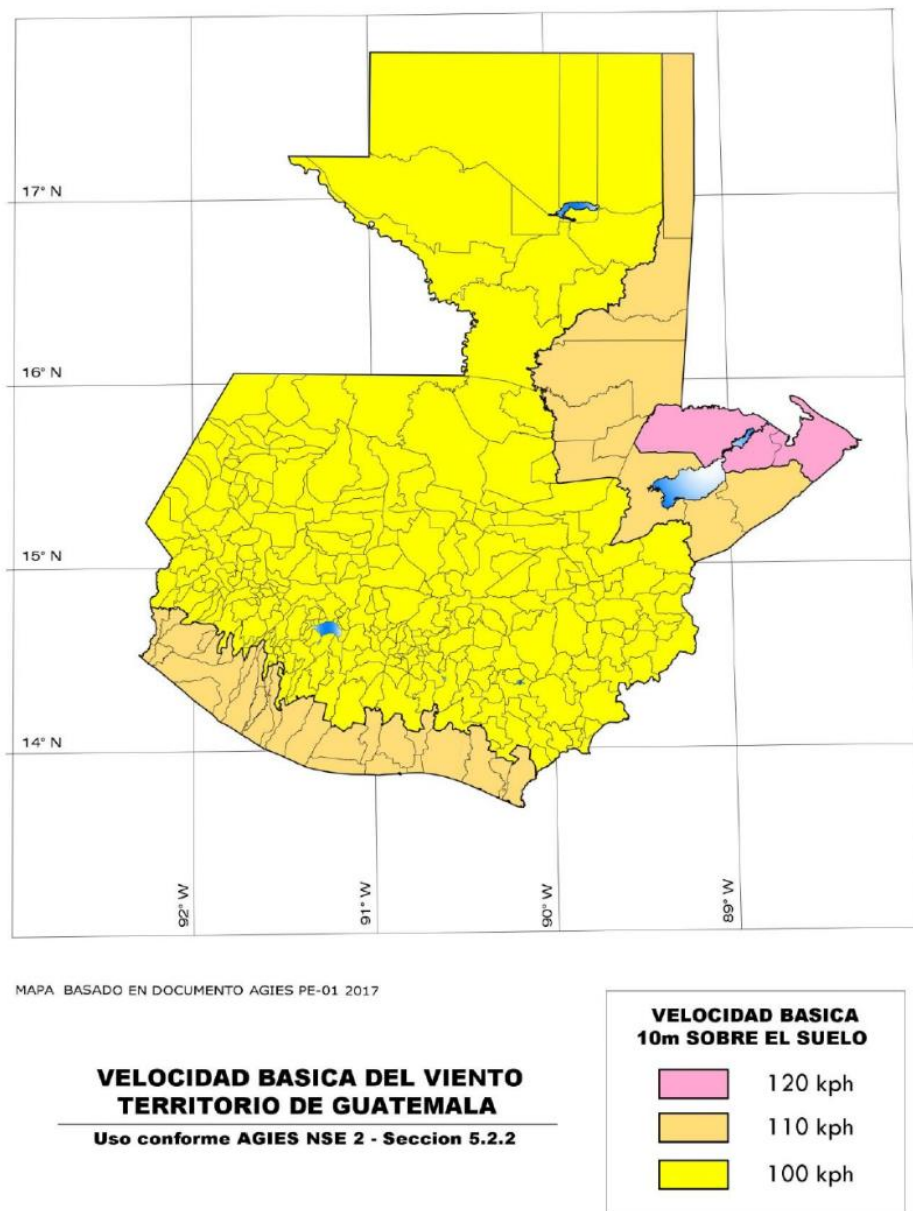 17° N
16° N
15° N
14° N
92° W
91° W
90° W
89° W
MAPA BASADO EN DOCUMENTO AGIES PE-01 2017
VELOCIDAD BASICA DEL VIENTO
TERRITORIO DE GUATEMALA
Uso conforme AGIES NSE 2 - Seccion 5.2.2
VELOCIDAD BASICA
10m SOBRE EL SUELO
120 kph
110 kph
100 kph